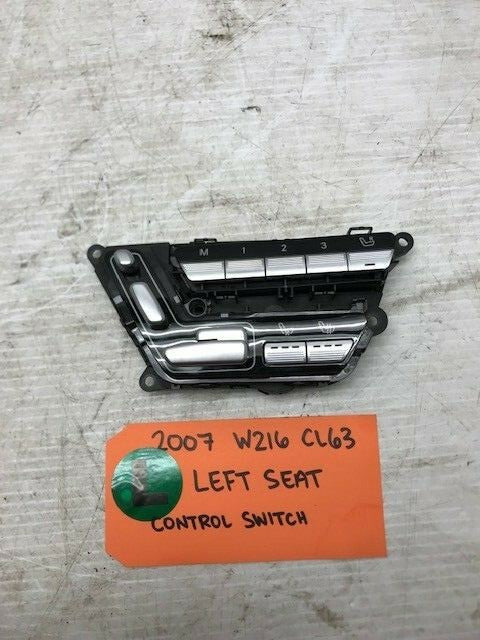 M 1 2 3
2007 W216 CL63
LEFT SEAT
CONTROL SWITCH